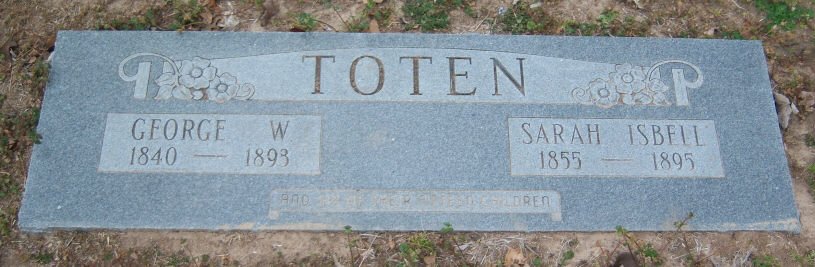 TOTEN
GEORGE W
1840 — 1893
SARAH ISBELL
1855 — 1895
AND CHILDREN